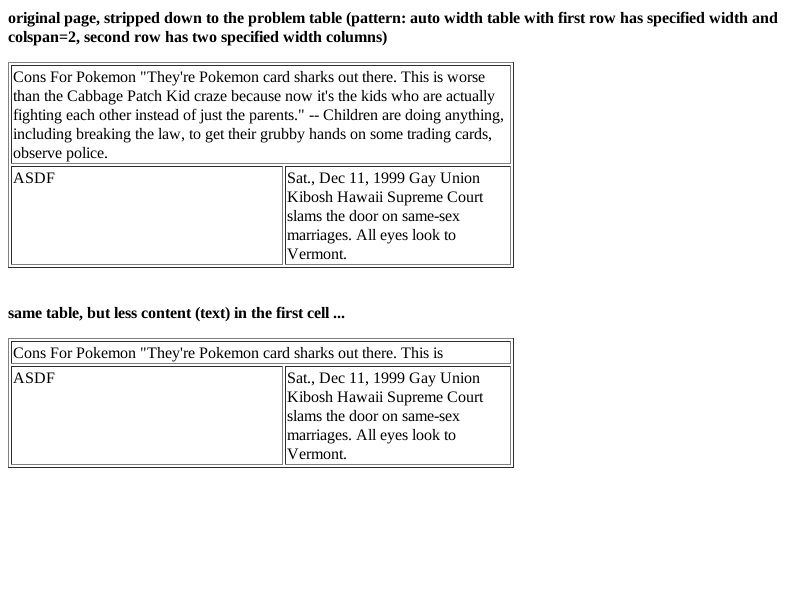 original page, stripped down to the problem table (pattern: auto width table with first row has specified width and
colspan=2, second row has two specified width columns)
Cons For Pokemon "They're Pokemon card sharks out there. This is worse
than the Cabbage Patch Kid craze because now it's the kids who are actually
fighting each other instead of just the parents." -- Children are doing anything,
including breaking the law, to get their grubby hands on some trading cards,
observe police.
ASDF
Sat., Dec 11, 1999 Gay Union
Kibosh Hawaii Supreme Court
slams the door on same-sex
marriages. All eyes look to
Vermont.
same table, but less content (text) in the first cell ...
Cons For Pokemon "They're Pokemon card sharks out there. This is
ASDF
Sat., Dec 11, 1999 Gay Union
Kibosh Hawaii Supreme Court
slams the door on same-sex
marriages. All eyes look to
Vermont.